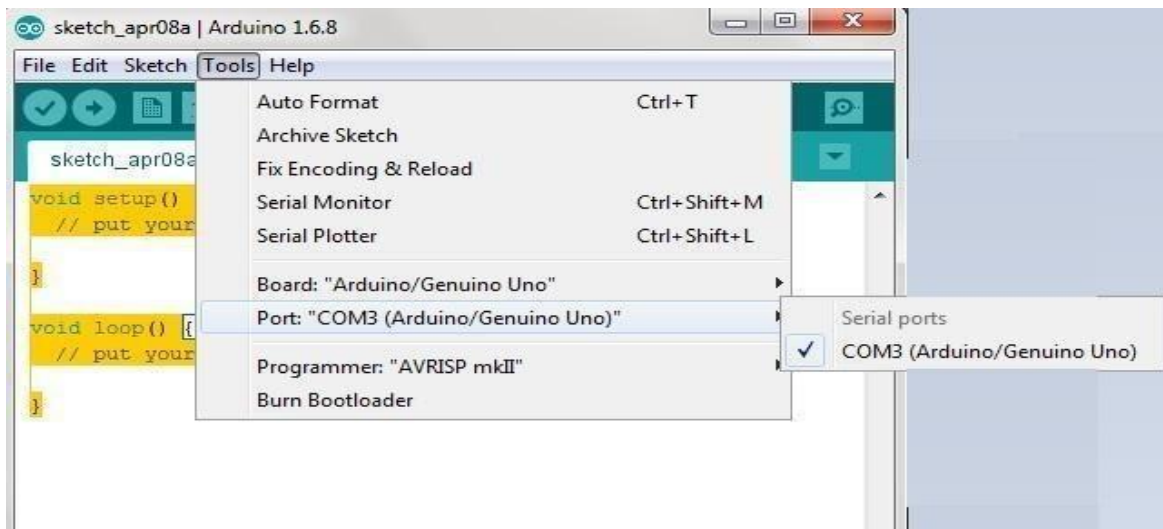 sketch_apr08a | Arduino 1.6.8
File Edit Sketch Tools Help
Auto Format Ctrl+T
Archive Sketch
sketch_apr08a
Fix Encoding & Reload
void setup()
Serial Monitor Ctrl+Shift+M
// put your
Serial Plotter Ctrl+Shift+L
}
Board: "Arduino/Genuino Uno"
Port: "COM3 (Arduino/Genuino Uno)"
Serial ports
void loop() {
COM3 (Arduino/Genuino Uno)
// put your
Programmer: "AVRISP mkII"
Burn Bootloader
}